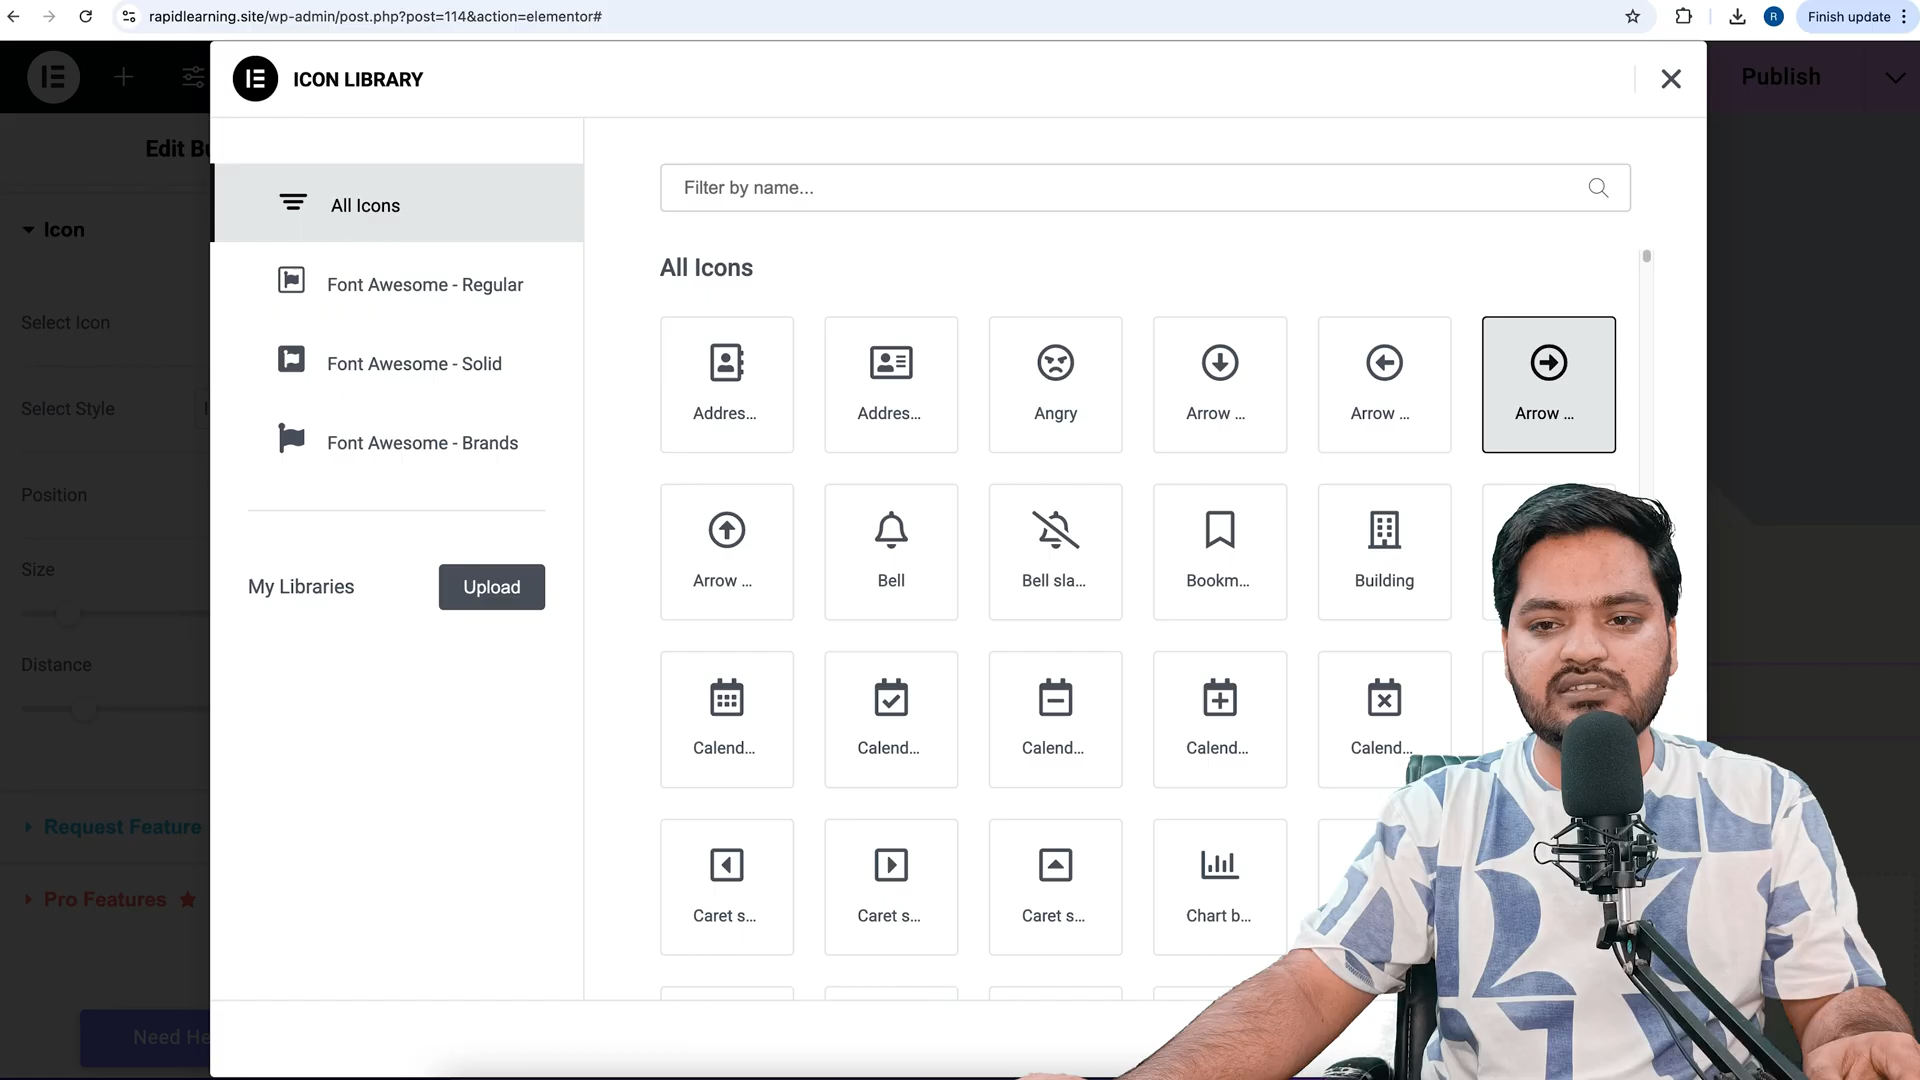 rapidlearning.site/wp-admin/post.php?post=114&action=elementor#
R
Finish update
ICON LIBRARY
Publish
Edit Bu
All Icons
Filter by name...
Icon
All Icons
Font Awesome - Regular
Select Icon
Font Awesome - Solid
Addres...
Addres...
Angry
Arrow ...
Arrow ...
Arrow ...
Select Style
Font Awesome - Brands
Position
Size
My Libraries
Upload
Arrow ...
Bell
Bell sla...
Bookm...
Building
Distance
Calend...
Calend...
Calend...
Calend...
Calend...
Request Feature
Pro Features
Caret s...
Caret s...
Caret s...
Chart b...
Need He